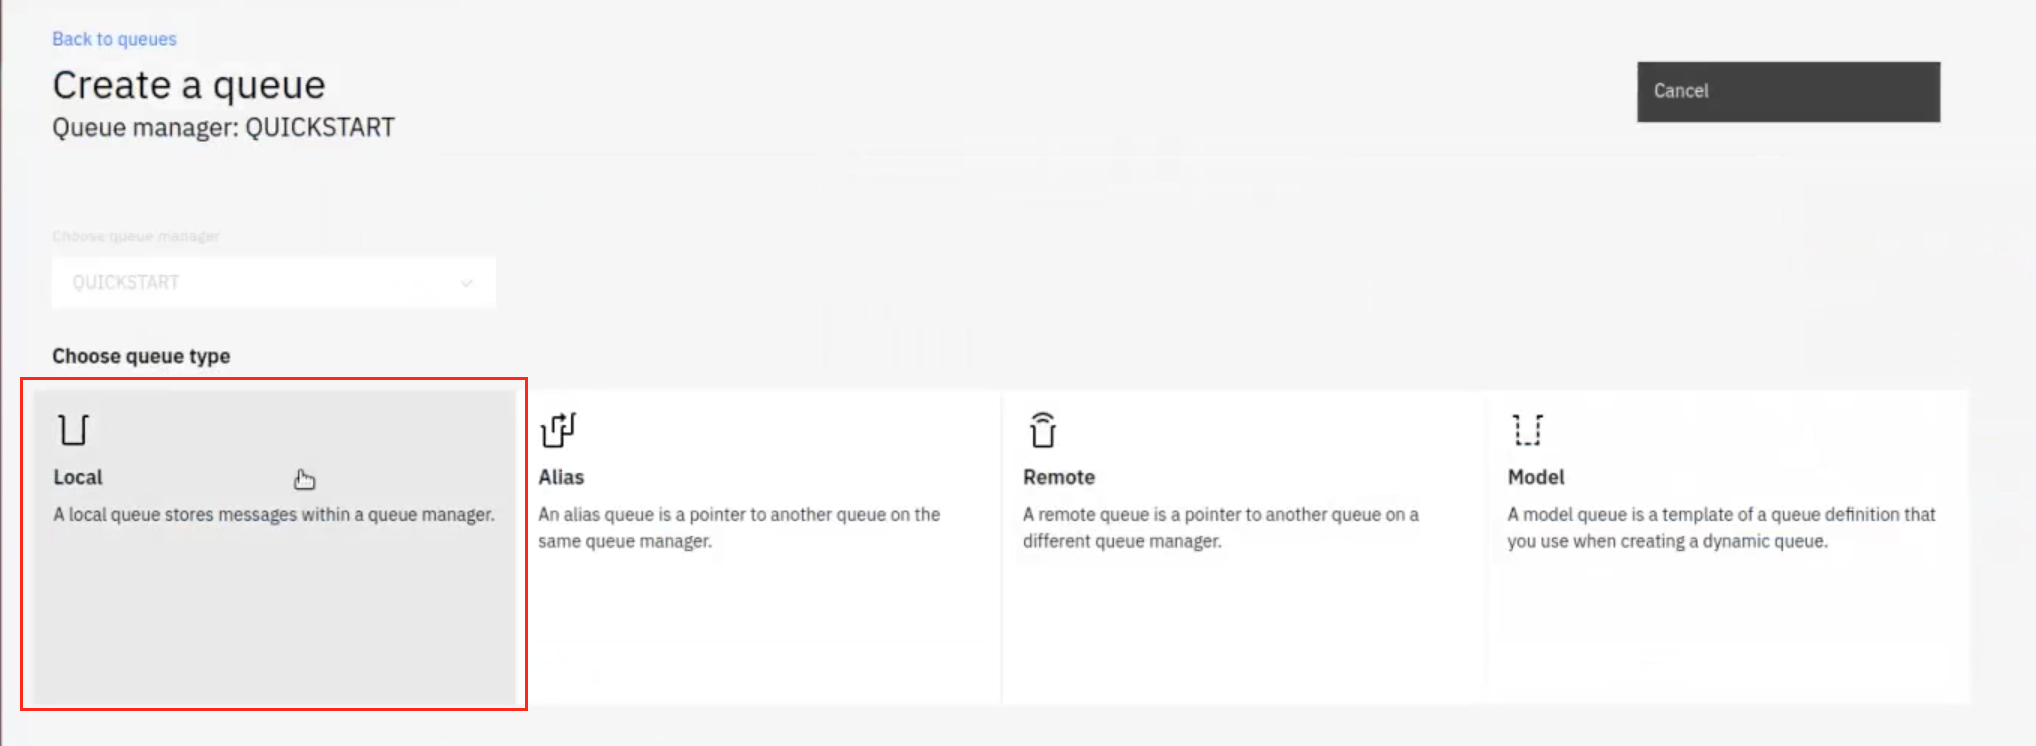 Back to queues
Create a queue
Cancel
Queue manager: QUICKSTART
Choose queue manager
QUICKSTART
Choose queue type
Local
A local queue stores messages within a queue manager.
Alias
An alias queue is a pointer to another queue on the
same queue manager.
Remote
A remote queue is a pointer to another queue on a
different queue manager.
Model
A model queue is a template of a queue definition that
you use when creating a dynamic queue.